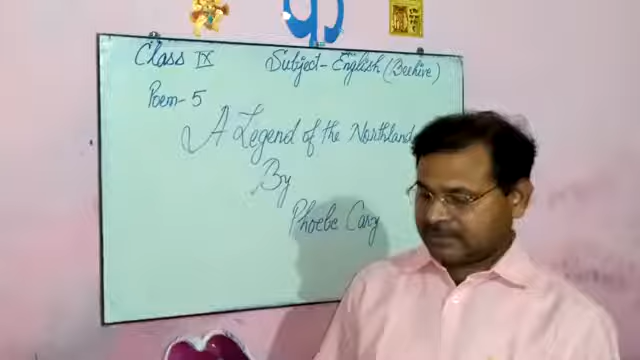 Class IX Subject- English (Beehive)
Poem- 5
A Legend of the Northland
By
Phoebe Cary